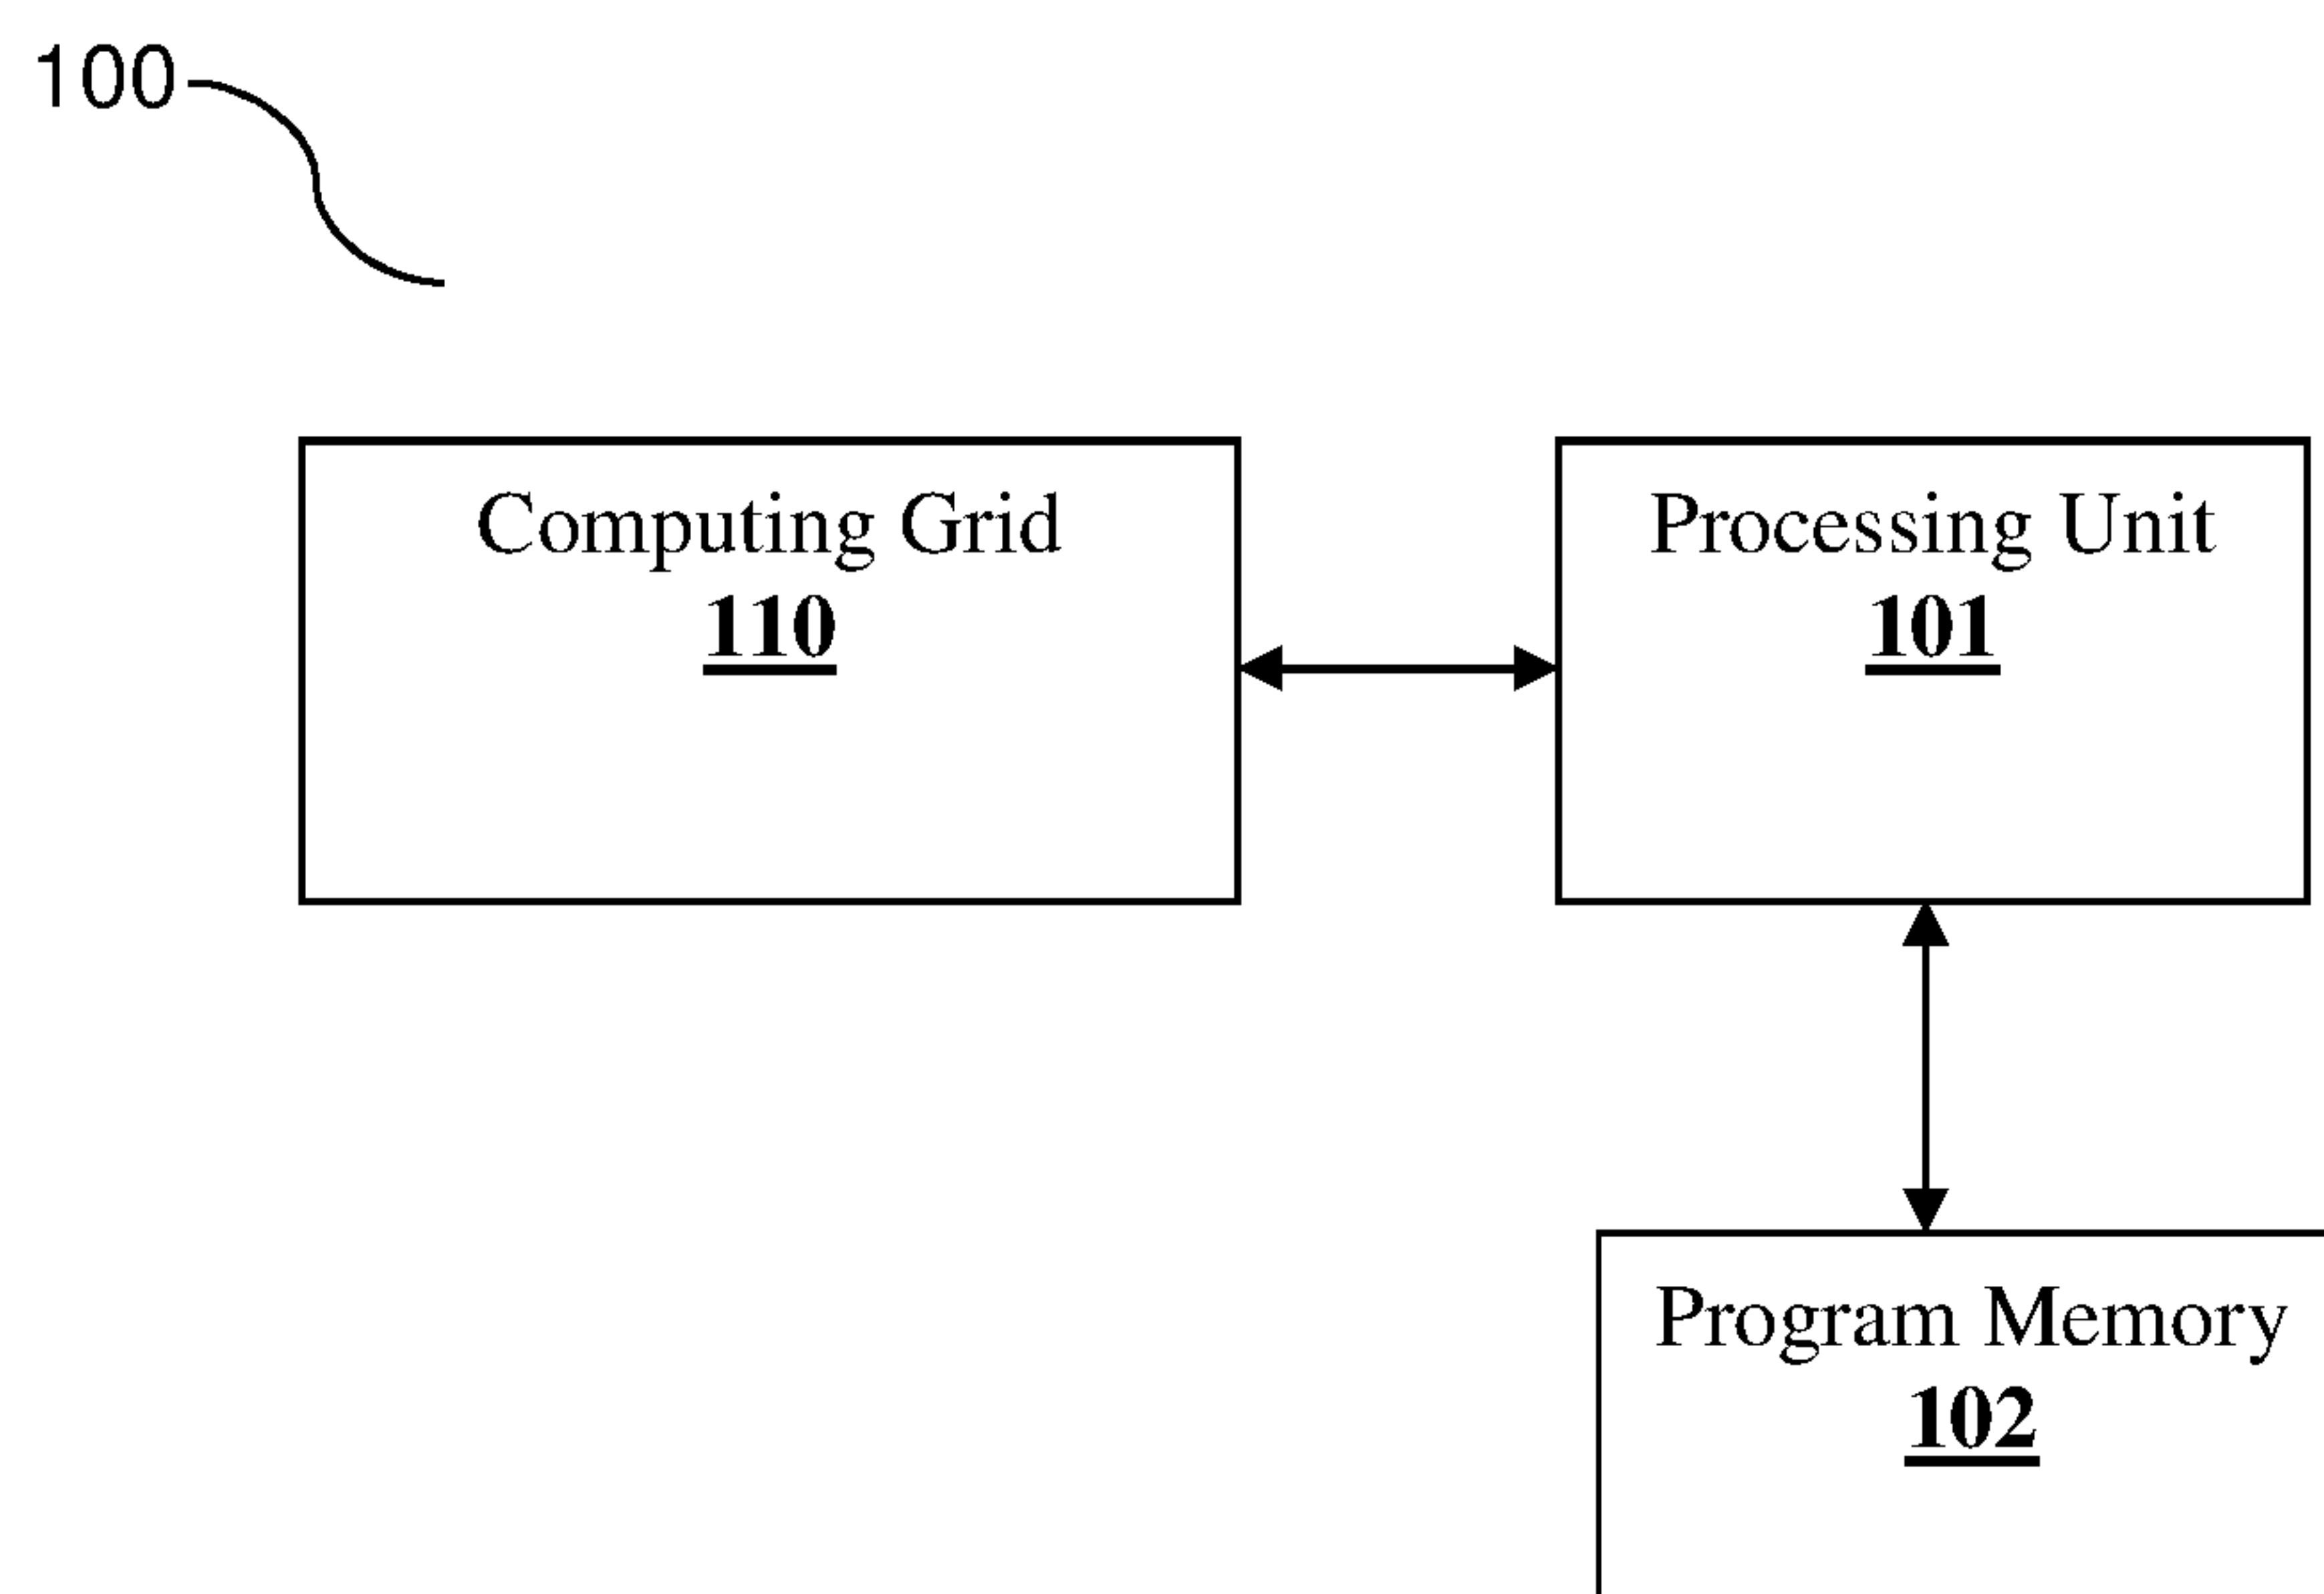 100
Computing Grid
110
Processing Unit
101
Program Memory
102